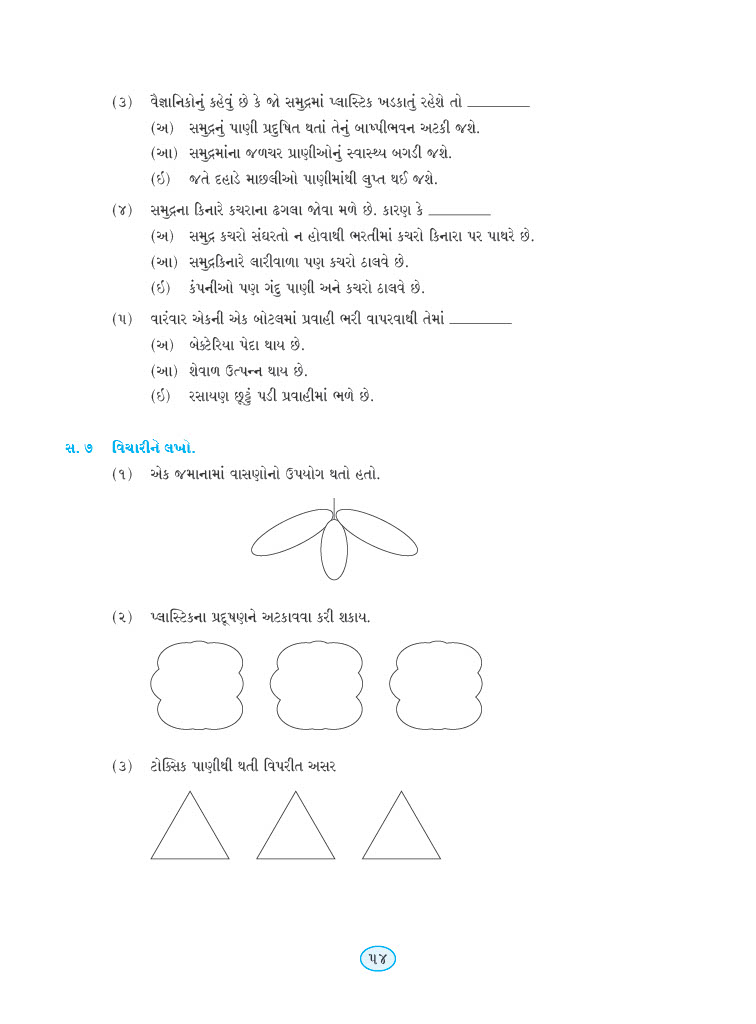 (૩) વૈજ્ઞાનિકોનું કહેવું છે કે જો સમુદ્રમાં પ્લાસ્ટિક ખડકાતું રહેશે તો ________
(અ) સમુદ્રનું પાણી પ્રદુષિત થતાં તેનું બાષ્પીભવન અટકી જશે.
(આ) સમુદ્રમાંના જળચર પ્રાણીઓનું સ્વાસ્થ્ય બગડી જશે.
(ઇ) જતે દહાડે માછલીઓ પાણીમાંથી લુપ્ત થઈ જશે.
(૪) સમુદ્રના કિનારે કચરાના ઢગલા જોવા મળે છે. કારણ કે ________
(અ) સમુદ્ર કચરો સંઘરતો ન હોવાથી ભરતીમાં કચરો કિનારા પર પાથરે છે.
(આ) સમુદ્રકિનારે લારીવાળા પણ કચરો ઠાલવે છે.
(ઇ) કંપનીઓ પણ ગંદુ પાણી અને કચરો ઠાલવે છે.
(૫) વારંવાર એકની એક બોટલમાં પ્રવાહી ભરી વાપરવાથી તેમાં ________
(અ) બેક્ટેરિયા પેદા થાય છે.
(આ) શેવાળ ઉત્પન્ન થાય છે.
(ઇ) રસાયણ છૂટું પડી પ્રવાહીમાં ભળે છે.
સ. ૭ વિચારીને લખો.
(૧) એક જમાનામાં વાસણોનો ઉપયોગ થતો હતો.
(૨) પ્લાસ્ટિકના પ્રદૂષણને અટકાવવા કરી શકાય.
(૩) ટોક્સિક પાણીથી થતી વિપરીત અસર
૫૪